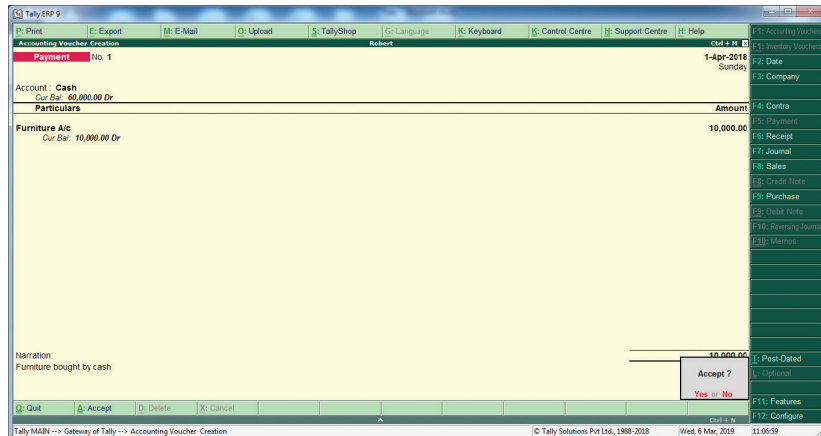 Tally.ERP 9
P: Print E: Export M: E-Mail O: Upload S: TallyShop G: Language K: Keyboard K: Control Centre H: Support Centre H: Help F1: Accounting Vouchers
Accounting Voucher Creation Robert Ctrl + M
F1: Inventory Vouchers
Payment No. 1 1-Apr-2018
Sunday
F2: Date
F3: Company
Account : Cash
Cur Bal: 60,000.00 Dr
Particulars Amount
F4: Contra
F5: Payment
Furniture A/c 10,000.00
Cur Bal: 10,000.00 Dr
F6: Receipt
F7: Journal
F8: Sales
F8: Credit Note
F9: Purchase
F9: Debit Note
F10: Reversing Journal
F10: Memos
Narration: 10,000.00
Furniture bought by cash
T: Post-Dated
L: Optional
Accept ?
Yes or No
Q: Quit A: Accept D: Delete X: Cancel
F11: Features
F12: Configure
Ctrl + N
Tally MAIN --> Gateway of Tally --> Accounting Voucher Creation © Tally Solutions Pvt Ltd., 1988-2018 Wed, 6 Mar, 2019 11:06:59